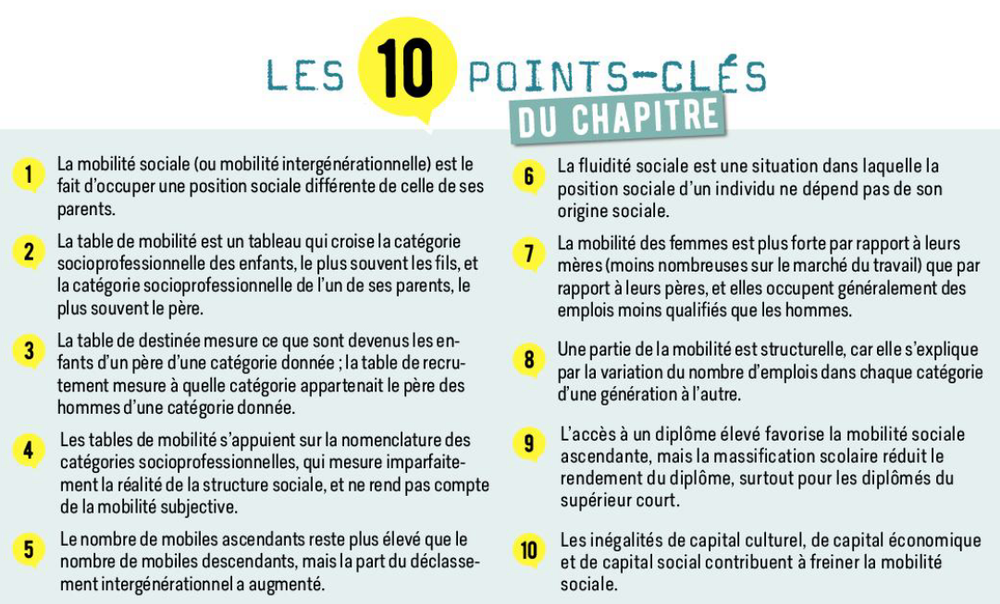 LES 10 POINTS-CLÉS
DU CHAPITRE
1
La mobilité sociale (ou mobilité intergénérationnelle) est le
fait d'occuper une position sociale différente de celle de ses
parents.
2
La table de mobilité est un tableau qui croise la catégorie
socioprofessionnelle des enfants, le plus souvent les fils, et
la catégorie socioprofessionnelle de l'un de ses parents, le
plus souvent le père.
3
La table de destinée mesure ce que sont devenus les en-
fants d'un père d'une catégorie donnée ; la table de recru-
tement mesure à quelle catégorie appartenait le père des
hommes d'une catégorie donnée.
4
Les tables de mobilité s'appuient sur la nomenclature des
catégories socioprofessionnelles, qui mesure imparfaite-
ment la réalité de la structure sociale, et ne rend pas compte
de la mobilité subjective.
5
Le nombre de mobiles ascendants reste plus élevé que le
nombre de mobiles descendants, mais la part du déclasse-
ment intergénérationnel a augmenté.
6
La fluidité sociale est une situation dans laquelle la
position sociale d'un individu ne dépend pas de son
origine sociale.
7
La mobilité des femmes est plus forte par rapport à leurs
mères (moins nombreuses sur le marché du travail) que par
rapport à leurs pères, et elles occupent généralement des
emplois moins qualifiés que les hommes.
8
Une partie de la mobilité est structurelle, car elle s'explique
par la variation du nombre d'emplois dans chaque catégorie
d'une génération à l'autre.
9
L'accès à un diplôme élevé favorise la mobilité sociale
ascendante, mais la massification scolaire réduit le
rendement du diplôme, surtout pour les diplômés du
supérieur court.
10
Les inégalités de capital culturel, de capital économique
et de capital social contribuent à freiner la mobilité
sociale.